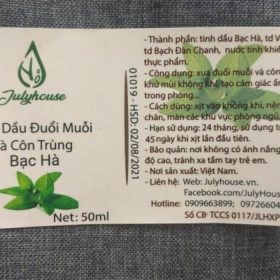 Julyhouse
Dầu Đuổi Muỗi
và Côn Trùng
Bạc Hà
Net: 50ml
01019 - HSD: 02/08/2021
- Thành phần: tinh dầu Bạc Hà, td
td Bạch Đàn Chanh, nước tinh khiế
thực phẩm.
- Công dụng: xua đuổi muỗi và côn
khử mùi không khí, tạo cảm giác ấ
trong phòng...
- Cách dùng: xịt vào không khí, nền
chân, màn các khu vực phòng ngủ,
- Hạn sử dụng: 24 tháng, sử dụng t
45 ngày khi xịt lần đầu tiên.
- Bảo quản: nơi không có ánh nắng
độ cao, tránh xa tầm tay trẻ em.
- Nơi sản xuất: Việt Nam.
- Liên hệ: Web: Julyhouse.vn,
Facebook.com/JulyHous
Hotline: 0909663899; 09726604
Số CB: TCCS 0117/JLHXP